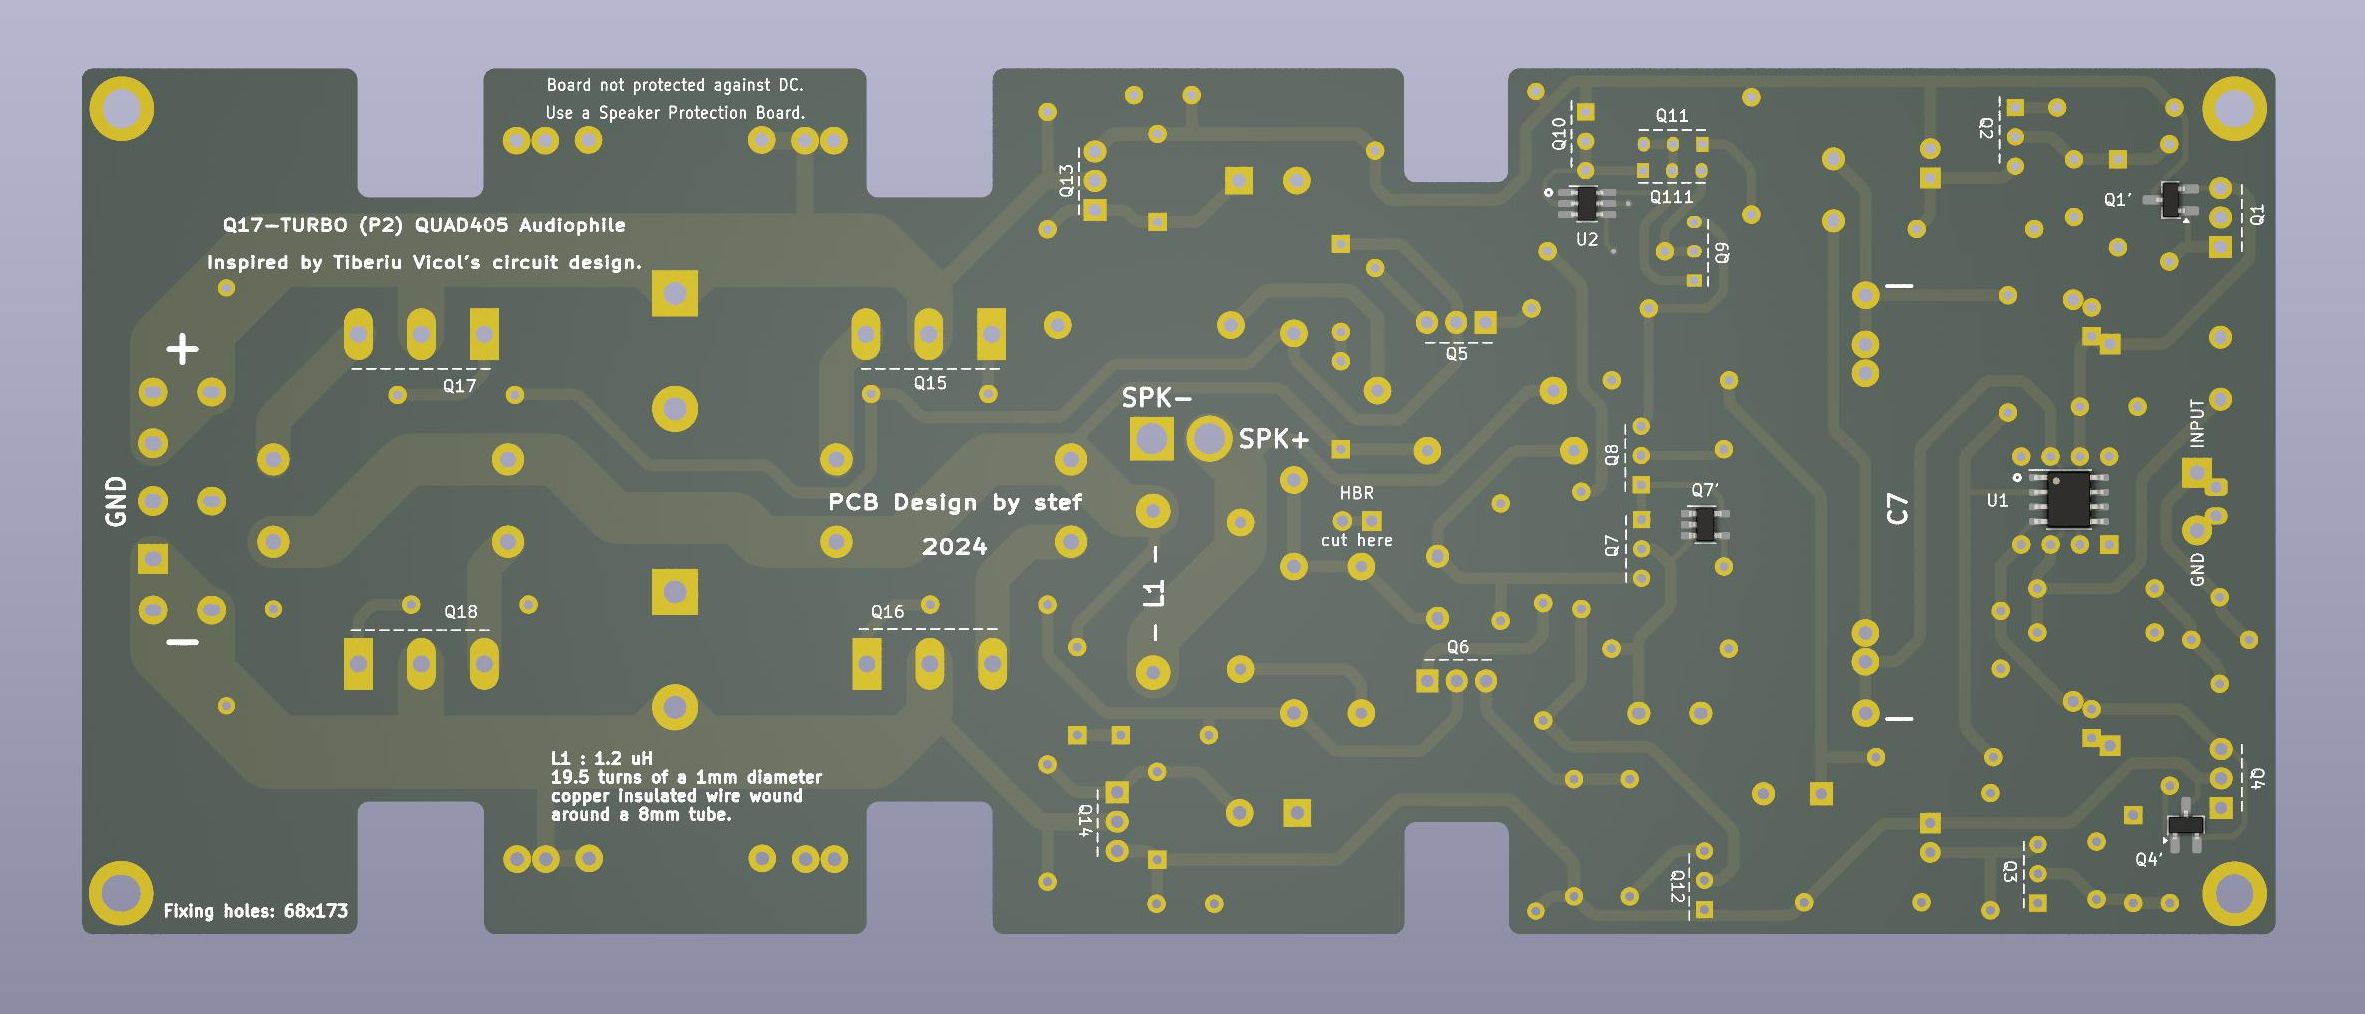 Board not protected against DC.
Use a Speaker Protection Board.
Q17-TURBO (P2) QUAD405 Audiophile
Inspired by Tiberiu Vicol's circuit design.
+
GND
-
Q17
Q15
Q18
Q16
PCB Design by stef
2024
SPK-
SPK+
- L1 -
L1 : 1.2 uH
19.5 turns of a 1mm diameter
copper insulated wire wound
around a 8mm tube.
Fixing holes: 68x173
Q13
Q14
HBR
cut here
Q5
Q6
Q10
Q11
Q111
U2
Q9
Q8
Q7
Q7'
Q12
C7
Q2
Q1'
Q1
INPUT
U1
GND
Q4
Q4'
Q3